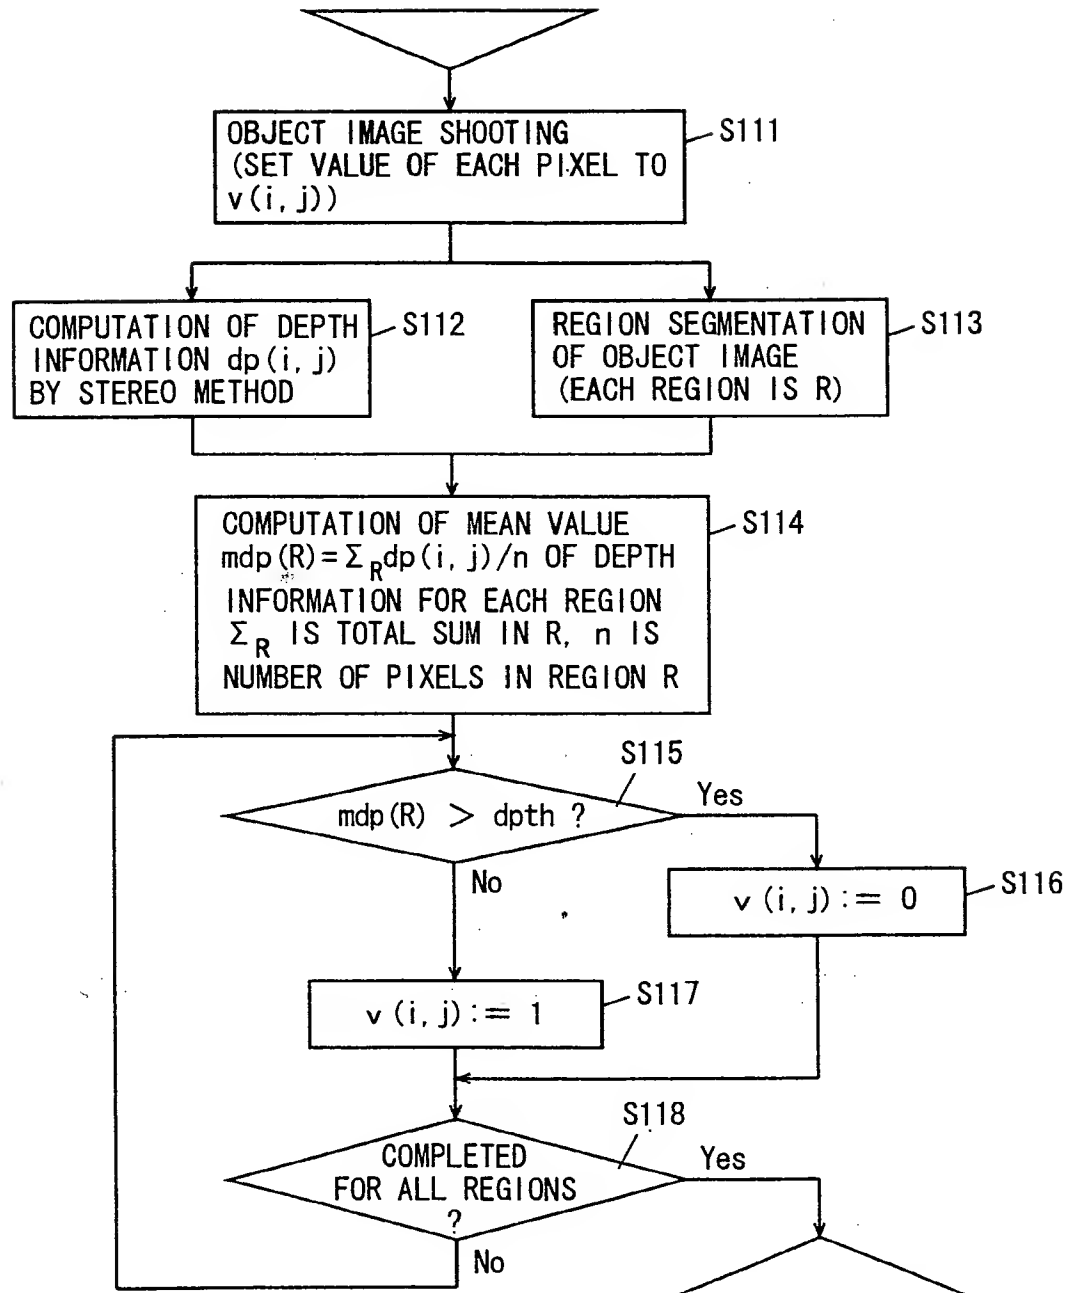 OBJECT IMAGE SHOOTING
(SET VALUE OF EACH PIXEL TO
v(i, j))
S111
COMPUTATION OF DEPTH
INFORMATION dp(i, j)
BY STEREO METHOD
S112
REGION SEGMENTATION
OF OBJECT IMAGE
(EACH REGION IS R)
S113
COMPUTATION OF MEAN VALUE
mdp(R)=Σ_R dp(i, j)/n OF DEPTH
INFORMATION FOR EACH REGION
Σ_R IS TOTAL SUM IN R, n IS
NUMBER OF PIXELS IN REGION R
S114
S115
mdp(R) > dpth ?
Yes
No
v(i, j) := 0
S116
v(i, j) := 1
S117
S118
COMPLETED
FOR ALL REGIONS
?
Yes
No